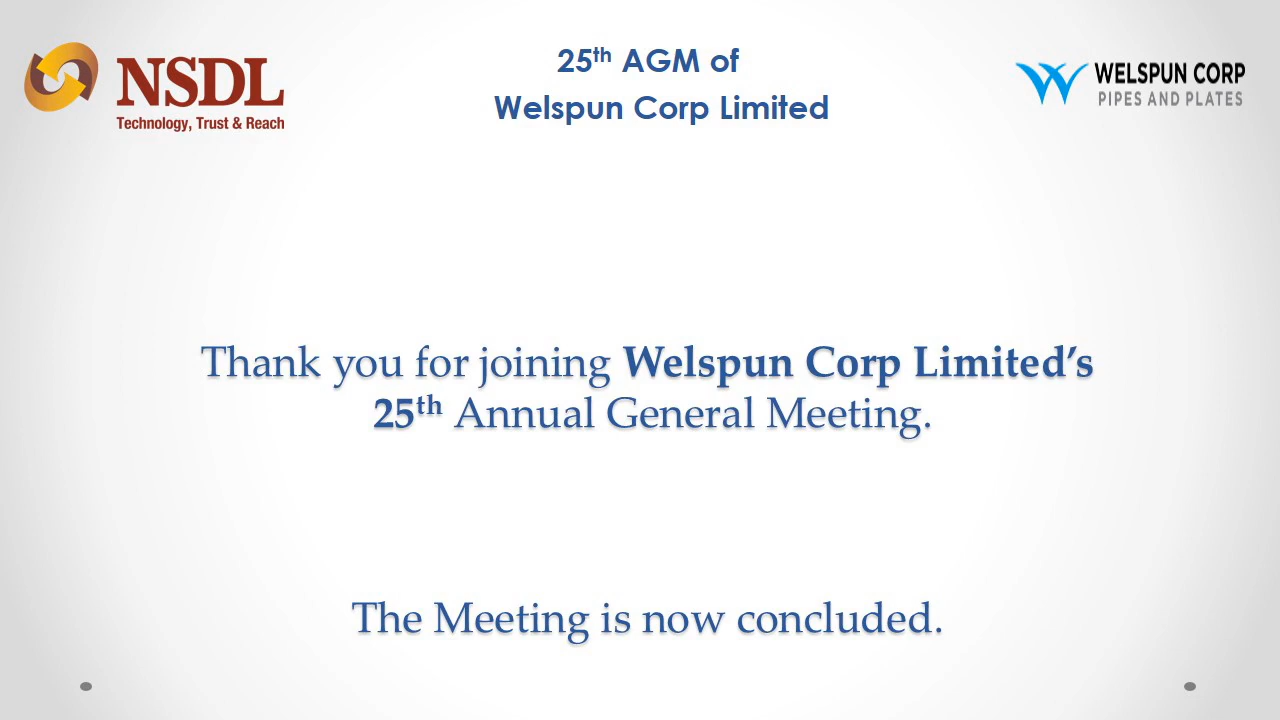 NSDL
Technology, Trust & Reach
25th AGM of
Welspun Corp Limited
WELSPUN CORP
PIPES AND PLATES
Thank you for joining Welspun Corp Limited’s
25th Annual General Meeting.
The Meeting is now concluded.